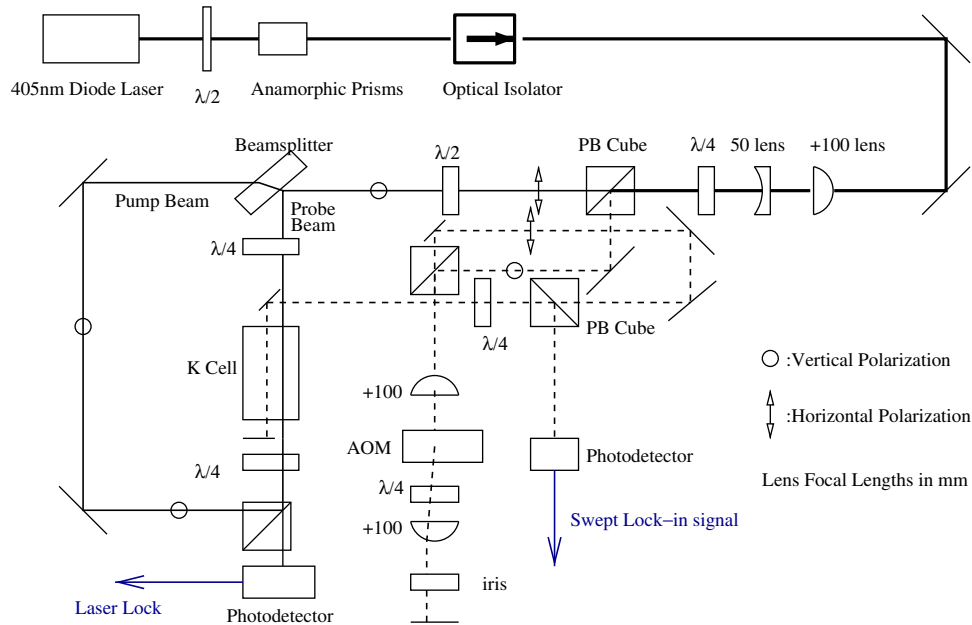 405nm Diode Laser
λ/2
Anamorphic Prisms
Optical Isolator
Beamsplitter
λ/2
PB Cube
λ/4
50 lens
+100 lens
Pump Beam
Probe
Beam
λ/4
PB Cube
λ/4
K Cell
:Vertical Polarization
+100
:Horizontal Polarization
AOM
Photodetector
λ/4
λ/4
Lens Focal Lengths in mm
+100
Swept Lock−in signal
iris
Laser Lock
Photodetector